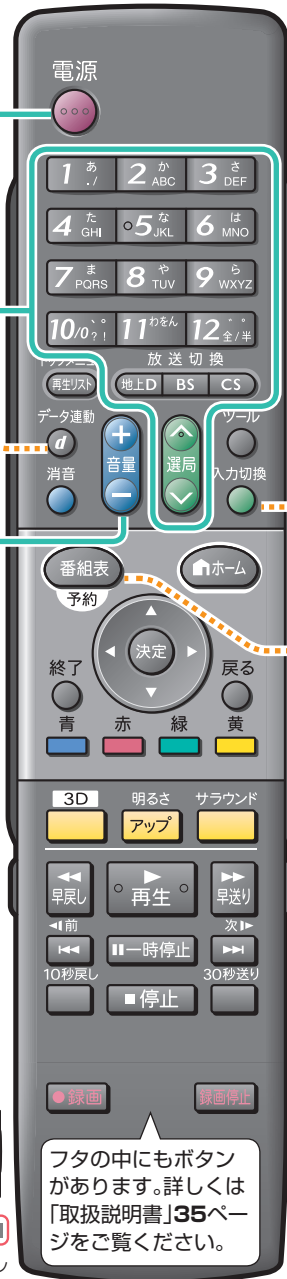 電源
1 あ ./ 2 か ABC 3 さ DEF
4 た GHI 5 な JKL 6 は MNO
7 ま PQRS 8 や TUV 9 ら WXYZ
10/0 ゛゜ ?! 11 わをん 12 ゛゜ 全/半
トップメニュー 放送切換
再生リスト 地上D BS CS
データ連動 ツール
d + 音量 − 選局
消音 入力切換
番組表 ホーム
予約
決定
終了 戻る
青 赤 緑 黄
3D 明るさ サラウンド
アップ
早戻し 再生 早送り
前 次
一時停止
10秒戻し 30秒送り
停止
録画 録画停止
フタの中にもボタン
があります。詳しくは
「取扱説明書」35ペー
ジをご覧ください。